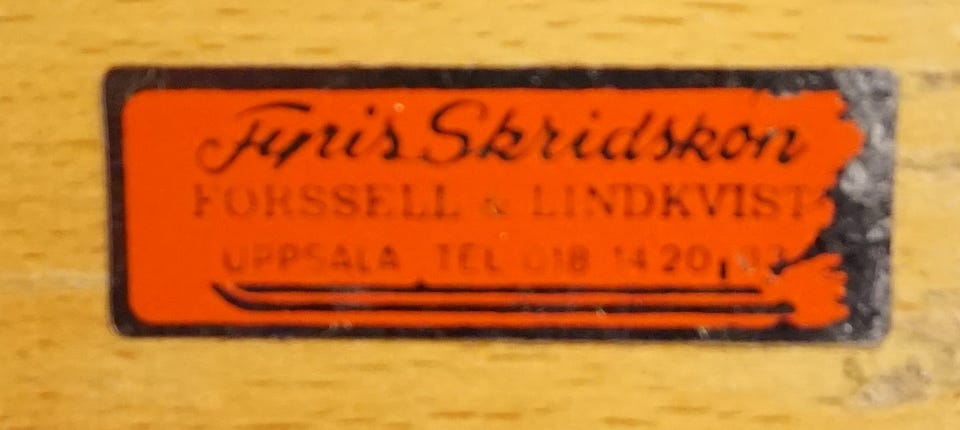 Fyris Skridskon
FORSSELL & LINDKVIST
UPPSALA TEL 018 14 20